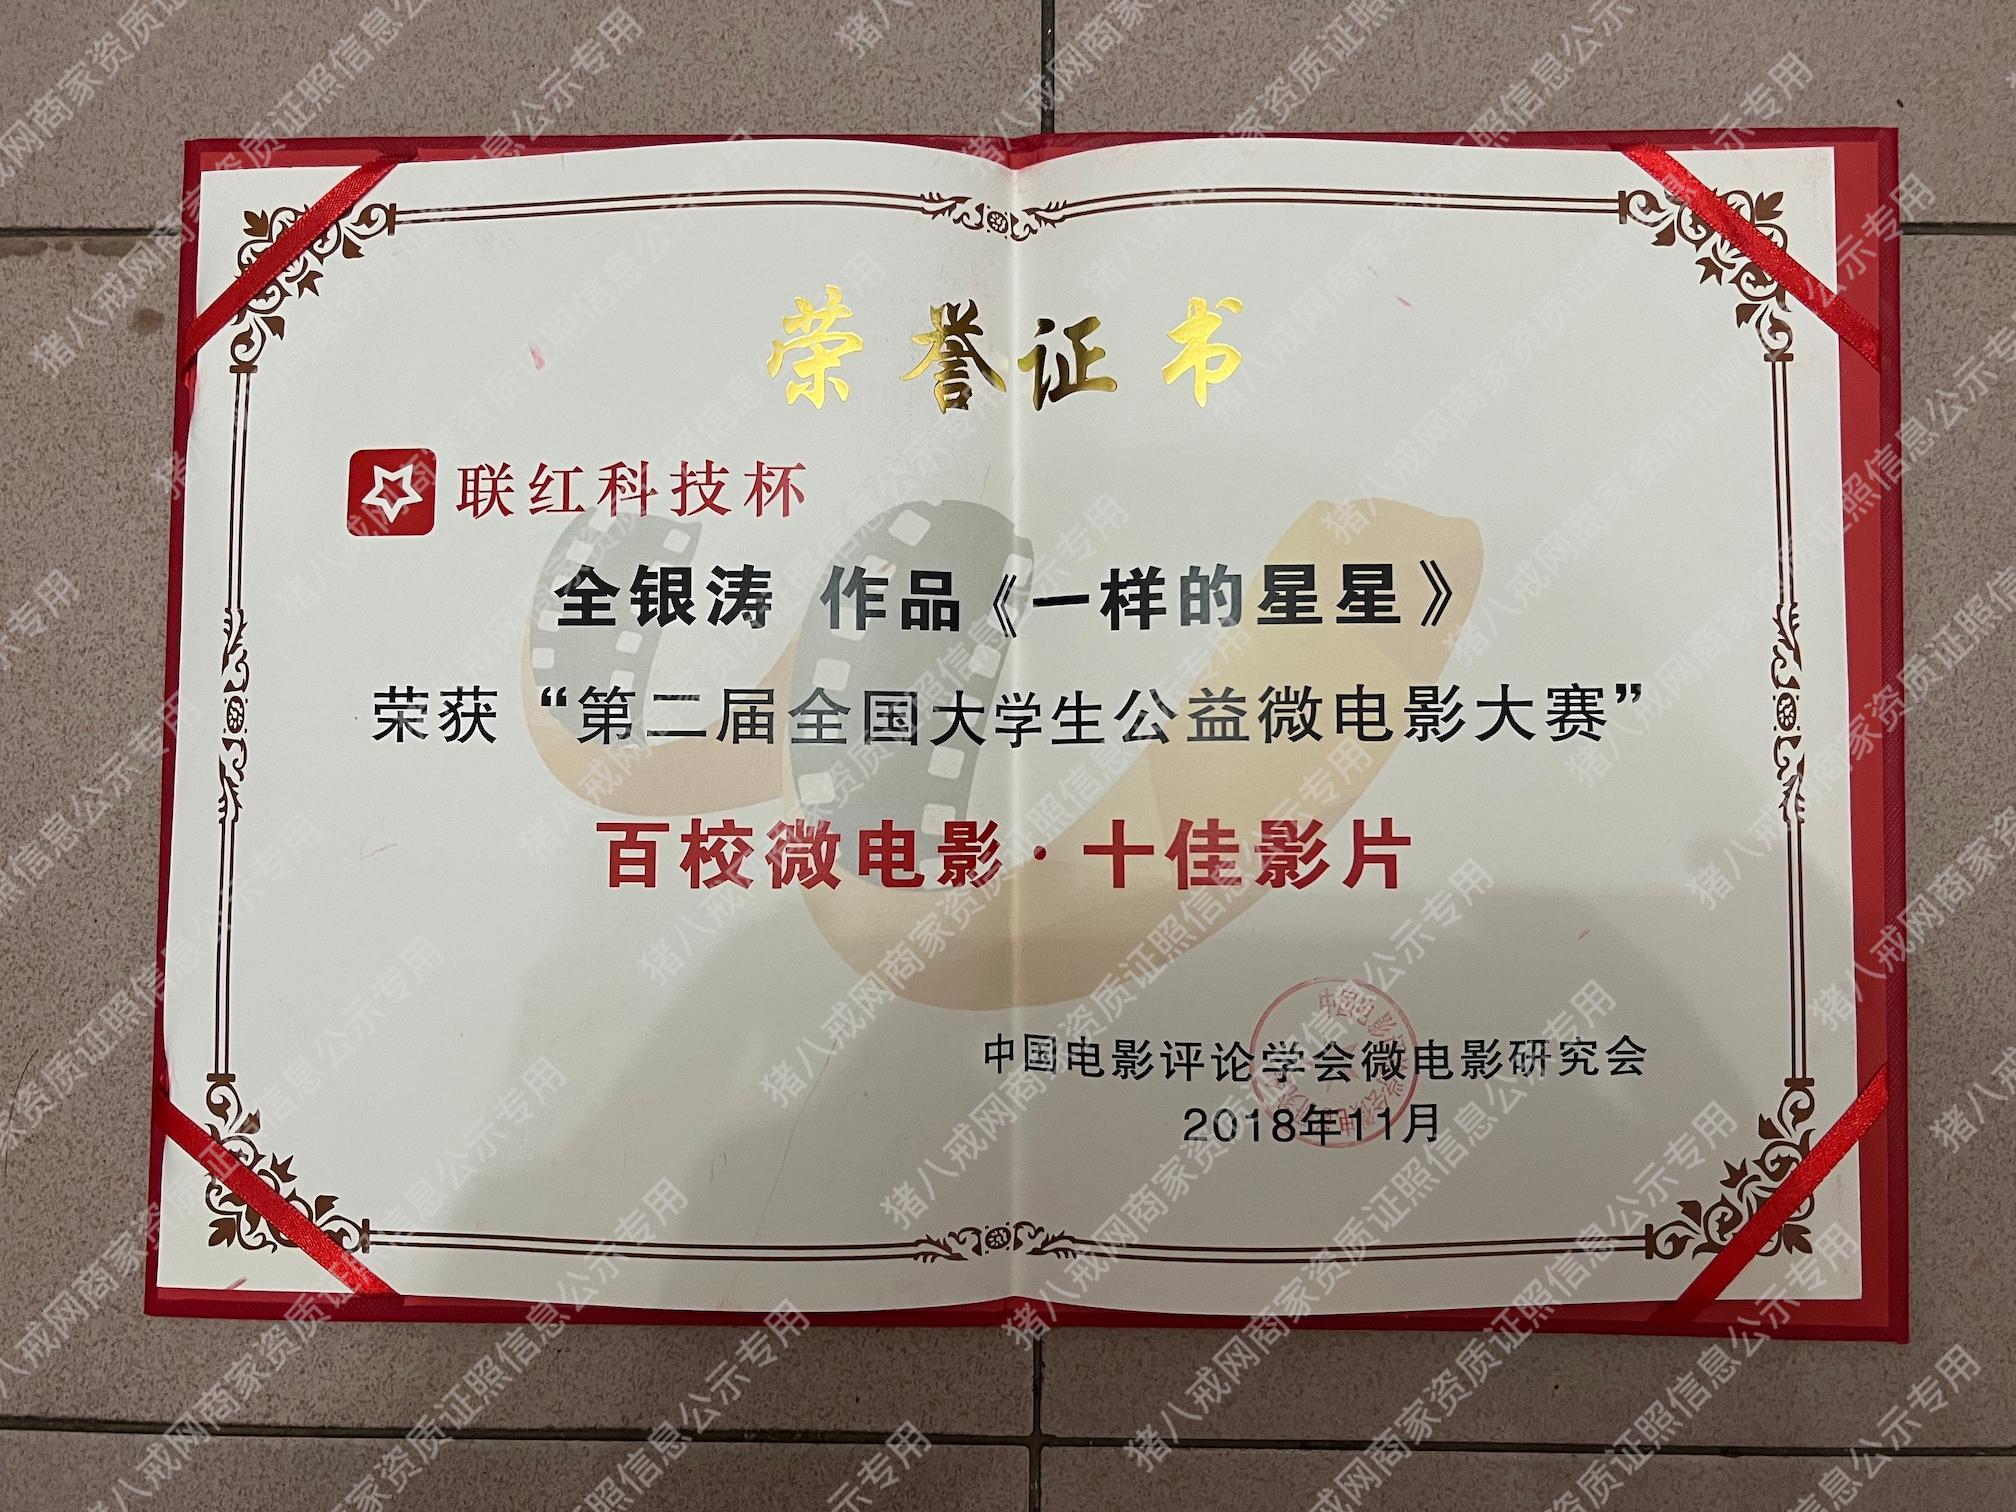 荣誉证书
联红科技杯
全银涛 作品《一样的星星》
荣获“第二届全国大学生公益微电影大赛”
百校微电影·十佳影片
中国电影评论学会微电影研究会
2018年11月
猪八戒网商家资质证照信息公示专用